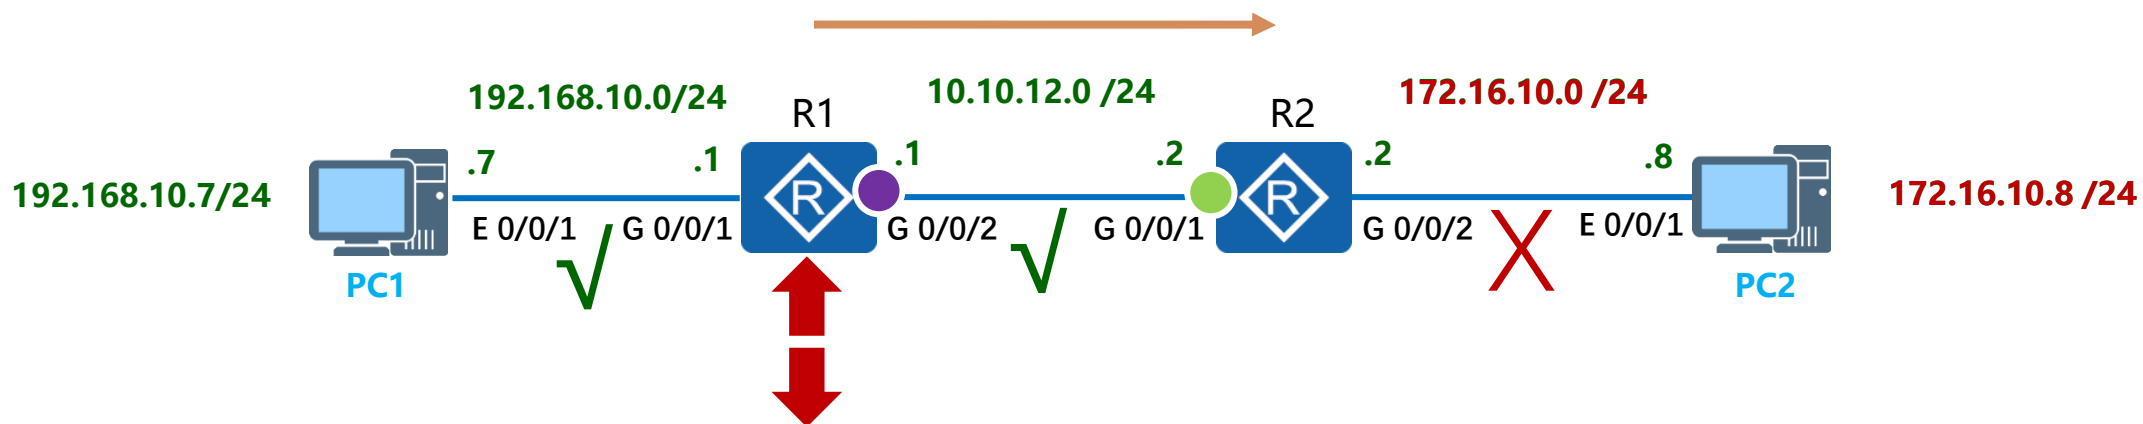 192.168.10.0/24
10.10.12.0 /24
172.16.10.0 /24
R1
R2
.7
.1
.1
.2
.2
.8
192.168.10.7/24
R
R
172.16.10.8 /24
E 0/0/1
G 0/0/1
G 0/0/2
G 0/0/1
G 0/0/2
E 0/0/1
PC1
PC2